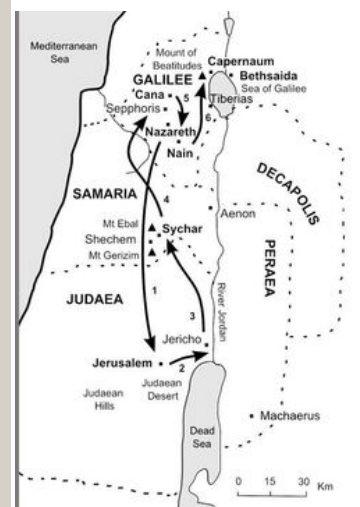 Mediterranean
Sea
Mount of
Beatitudes
Capernaum
Bethsaida
GALILEE
Sea of Galilee
Cana
5
Sepphoris
Tiberias
6
Nazareth
Nain
DECAPOLIS
SAMARIA
4
Aenon
Mt Ebal
Sychar
Shechem
Mt Gerizim
PERAEA
JUDAEA
1
3
River Jordan
Jericho
Jerusalem
2
Judaean
Hills
Judaean
Desert
Machaerus
Dead
Sea
0 15 30 Km